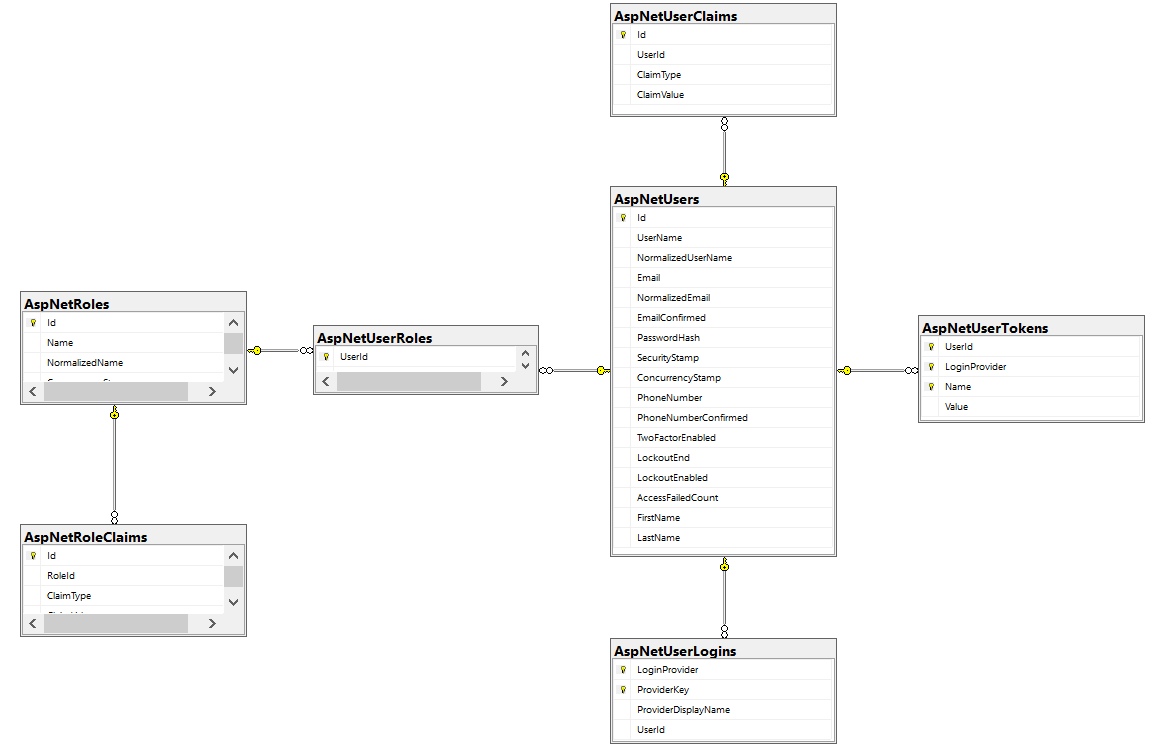 AspNetUserClaims
Id
UserId
ClaimType
ClaimValue
AspNetUsers
Id
UserName
NormalizedUserName
Email
NormalizedEmail
EmailConfirmed
PasswordHash
SecurityStamp
ConcurrencyStamp
PhoneNumber
PhoneNumberConfirmed
TwoFactorEnabled
LockoutEnd
LockoutEnabled
AccessFailedCount
FirstName
LastName
AspNetRoles
Id
Name
NormalizedName
AspNetUserRoles
UserId
AspNetUserTokens
UserId
LoginProvider
Name
Value
AspNetRoleClaims
Id
RoleId
ClaimType
AspNetUserLogins
LoginProvider
ProviderKey
ProviderDisplayName
UserId